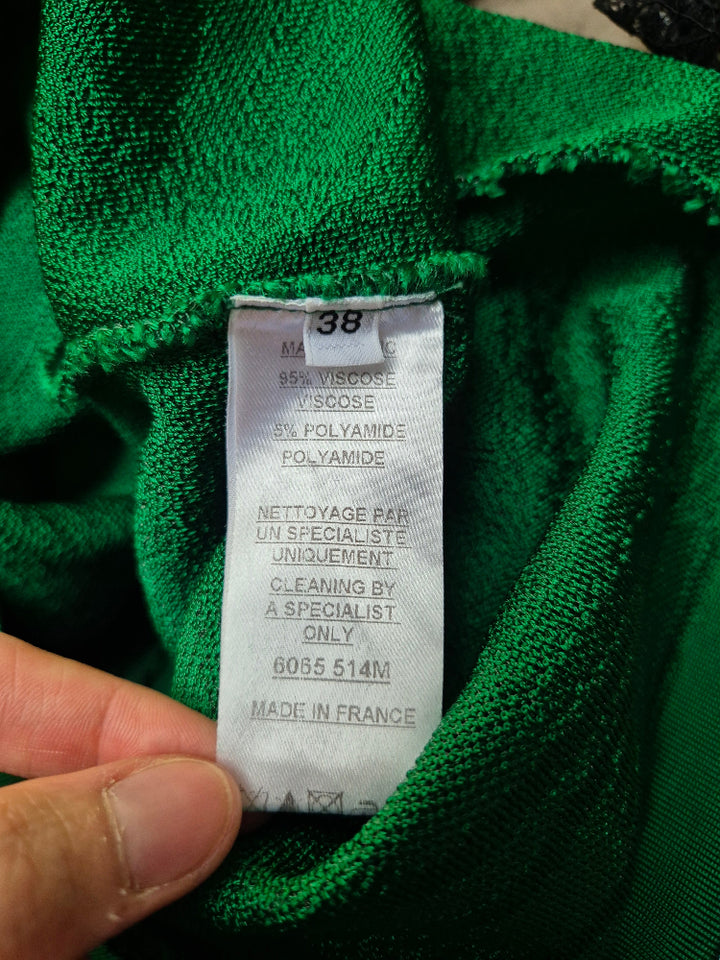 38
95% VISCOSE
VISCOSE
5% POLYAMIDE
POLYAMIDE
NETTOYAGE PAR
UN SPECIALISTE
UNIQUEMENT
CLEANING BY
A SPECIALIST
ONLY
6065 514M
MADE IN FRANCE